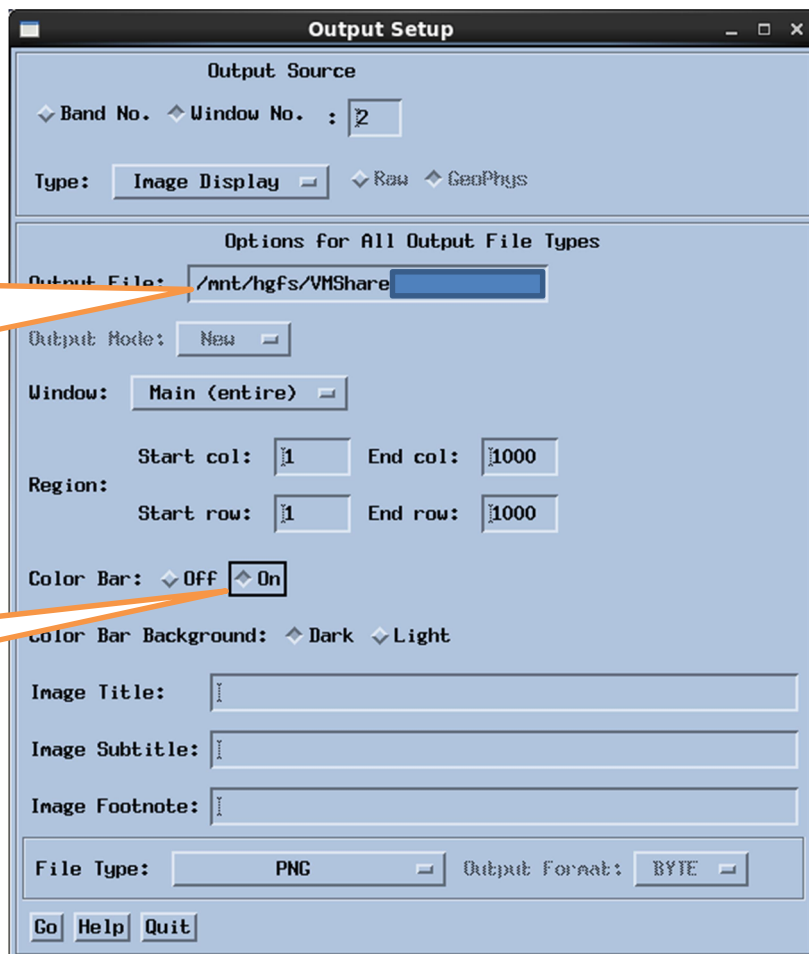 Output Setup
Output Source
Band No. Window No. : 2
Type: Image Display Raw GeoPhys
Options for All Output File Types
Output File: /mnt/hgfs/VMShare
Output Mode: New
Window: Main (entire)
Start col: 1 End col: 1000
Region:
Start row: 1 End row: 1000
Color Bar: Off On
Color Bar Background: Dark Light
Image Title:
Image Subtitle:
Image Footnote:
File Type: PNG Output Format: BYTE
Go Help Quit